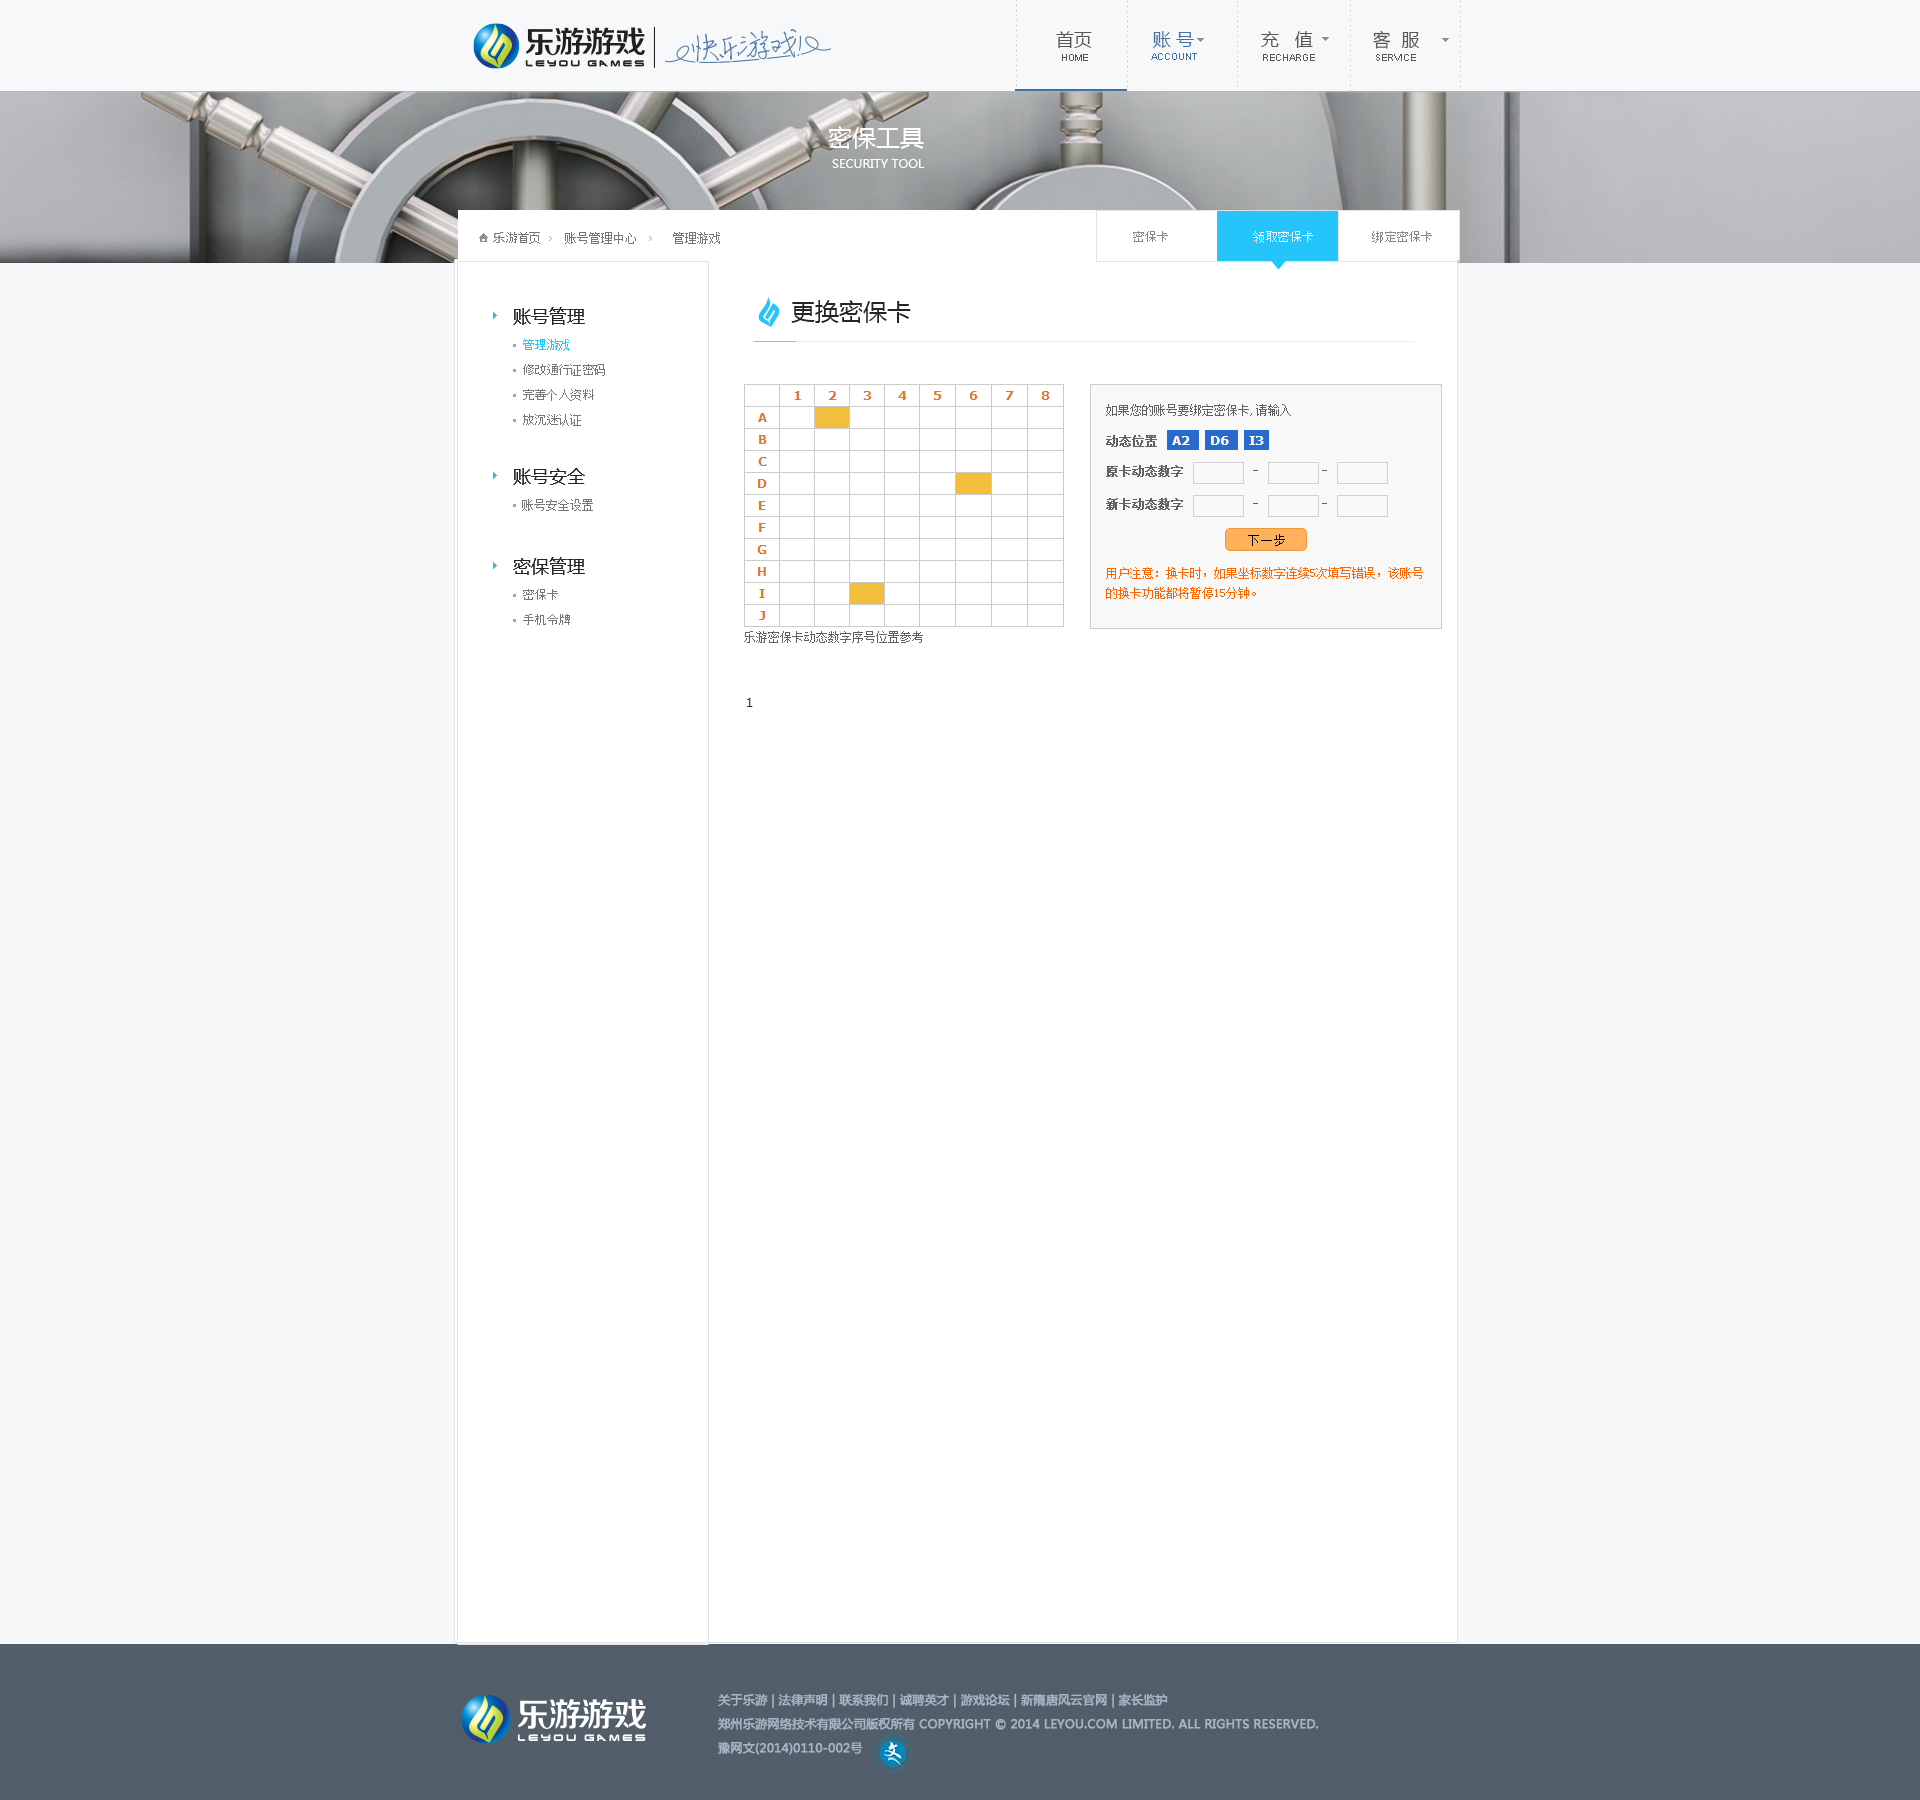 乐游游戏
LEYOU GAMES
快乐游戏
首页
HOME
账 号
ACCOUNT
充 值
RECHARGE
客 服
SERVICE
密保工具
SECURITY TOOL
乐游首页 › 账号管理中心 › 管理游戏
密保卡
领取密保卡
绑定密保卡
账号管理
管理游戏
修改通行证密码
完善个人资料
放沉迷认证
账号安全
账号安全设置
密保管理
密保卡
手机令牌
更换密保卡
1 2 3 4 5 6 7 8
A
B
C
D
E
F
G
H
I
J
乐游密保卡动态数字序号位置参考
如果您的账号要绑定密保卡,请输入
动态位置 A2 D6 I3
原卡动态数字 - -
新卡动态数字 - -
下一步
用户注意：换卡时，如果坐标数字连续5次填写错误，该账号
的换卡功能都将暂停15分钟。
1
乐游游戏
LEYOU GAMES
关于乐游 | 法律声明 | 联系我们 | 诚聘英才 | 游戏论坛 | 新隋唐风云官网 | 家长监护
郑州乐游网络技术有限公司版权所有 COPYRIGHT © 2014 LEYOU.COM LIMITED. ALL RIGHTS RESERVED.
豫网文(2014)0110-002号